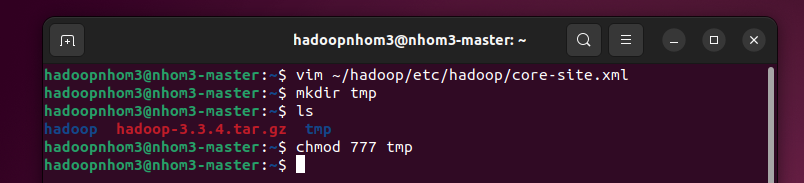 hadoopnhom3@nhom3-master: ~
hadoopnhom3@nhom3-master:~$ vim ~/hadoop/etc/hadoop/core-site.xml
hadoopnhom3@nhom3-master:~$ mkdir tmp
hadoopnhom3@nhom3-master:~$ ls
hadoop  hadoop-3.3.4.tar.gz  tmp
hadoopnhom3@nhom3-master:~$ chmod 777 tmp
hadoopnhom3@nhom3-master:~$